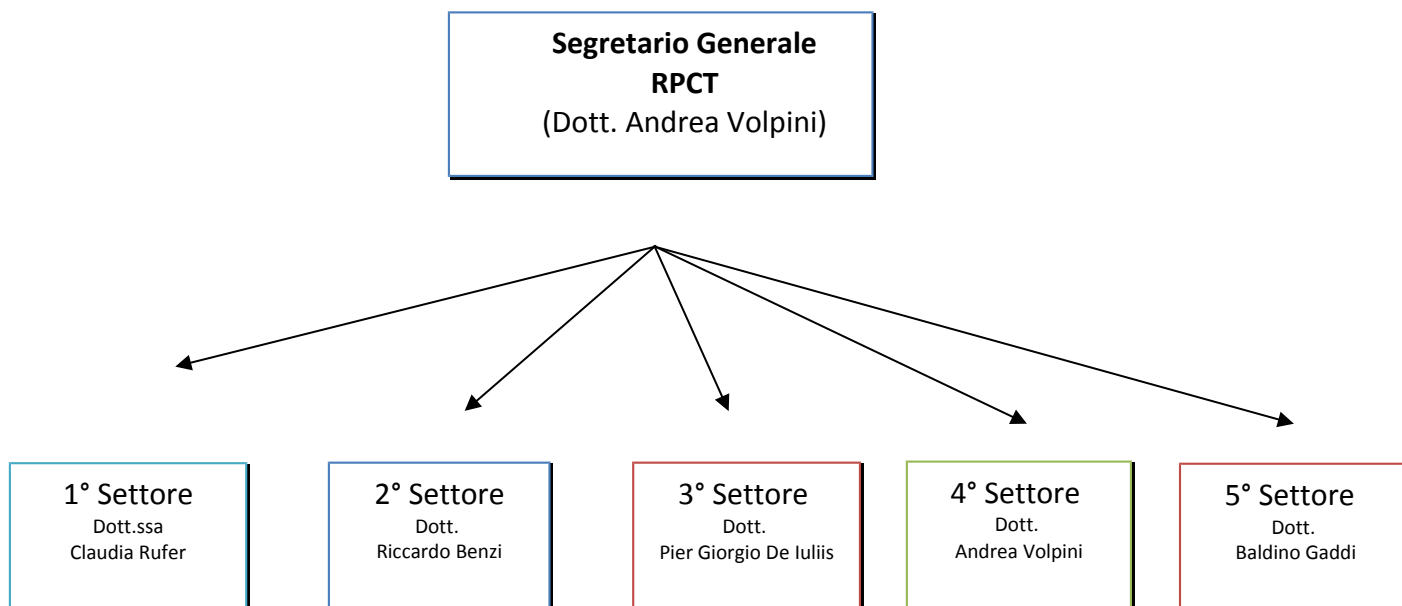 Segretario Generale
RPCT
(Dott. Andrea Volpini)
1° Settore
Dott.ssa
Claudia Rufer
2° Settore
Dott.
Riccardo Benzi
3° Settore
Dott.
Pier Giorgio De Iuliis
4° Settore
Dott.
Andrea Volpini
5° Settore
Dott.
Baldino Gaddi